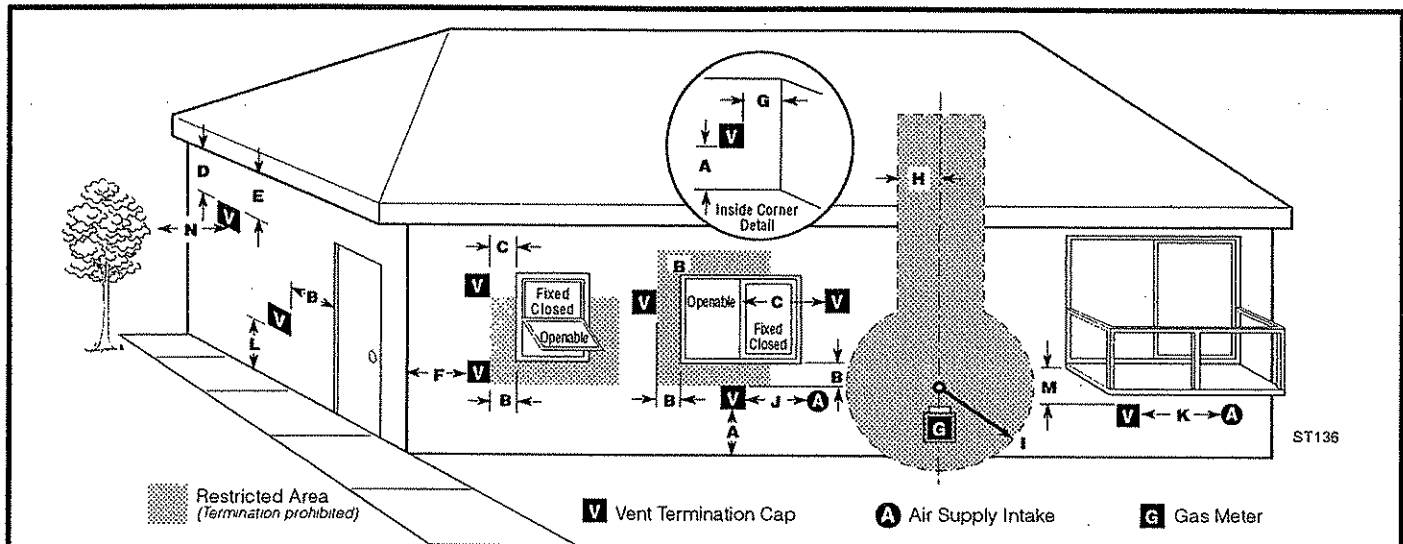 G
V
A
Inside Corner
Detail
H
D
E
N
V
C
V
Fixed
Closed
Openable
B
V
L
F
V
B
B
V
Openable
C
V
Fixed
Closed
B
B
V
J
A
A
G
I
M
V
K
A
ST136
Restricted Area
(Termination prohibited)
V Vent Termination Cap
A Air Supply Intake
G Gas Meter